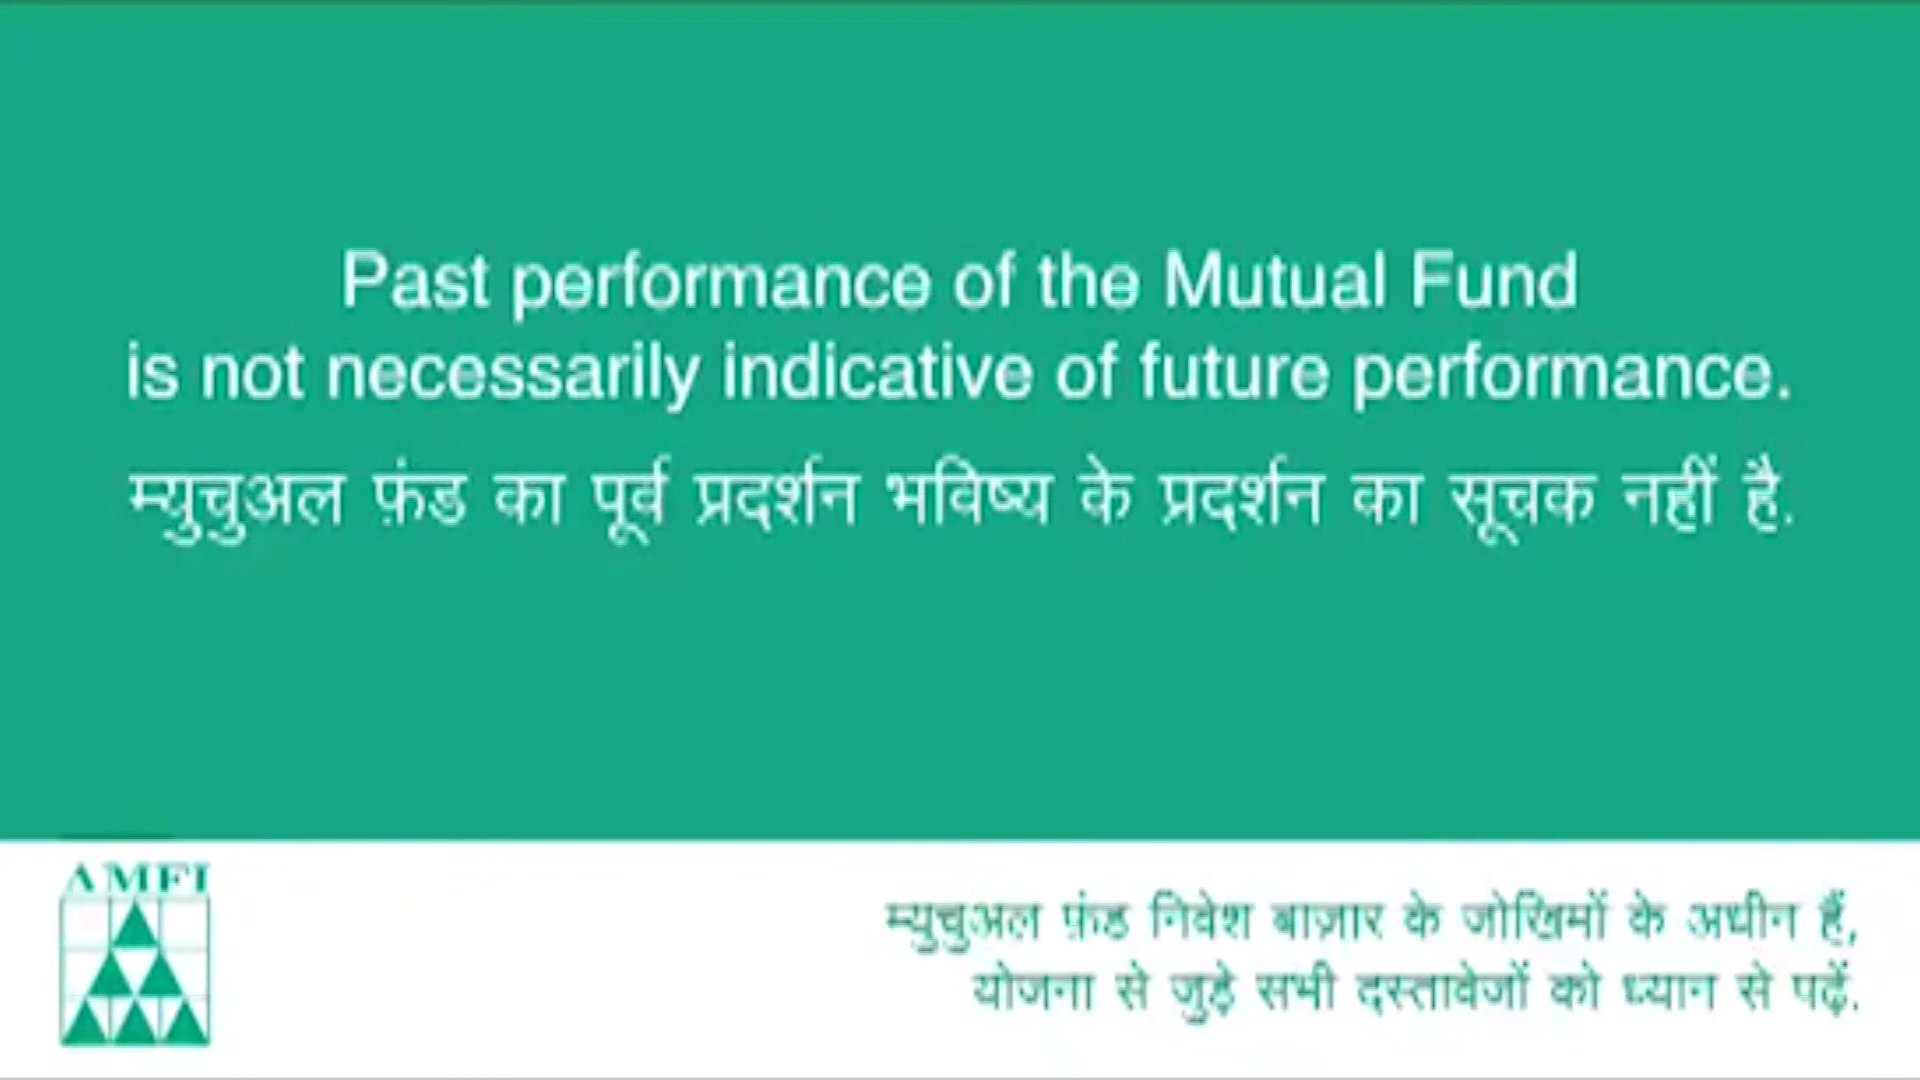 Past performance of the Mutual Fund
is not necessarily indicative of future performance.
म्युचुअल फ़ंड का पूर्व प्रदर्शन भविष्य के प्रदर्शन का सूचक नहीं है.
AMFI
म्युचुअल फ़ंड निवेश बाज़ार के जोखिमों के अधीन हैं,
योजना से जुड़े सभी दस्तावेजों को ध्यान से पढ़ें.